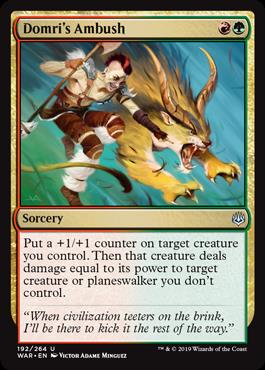 Domri's Ambush
Sorcery
Put a +1/+1 counter on target creature
you control. Then that creature deals
damage equal to its power to target
creature or planeswalker you don't
control.
“When civilization teeters on the brink,
I'll be there to kick it the rest of the way.”
192/264 U
WAR • EN VICTOR ADAME MINGUEZ
™ & © 2019 Wizards of the Coast